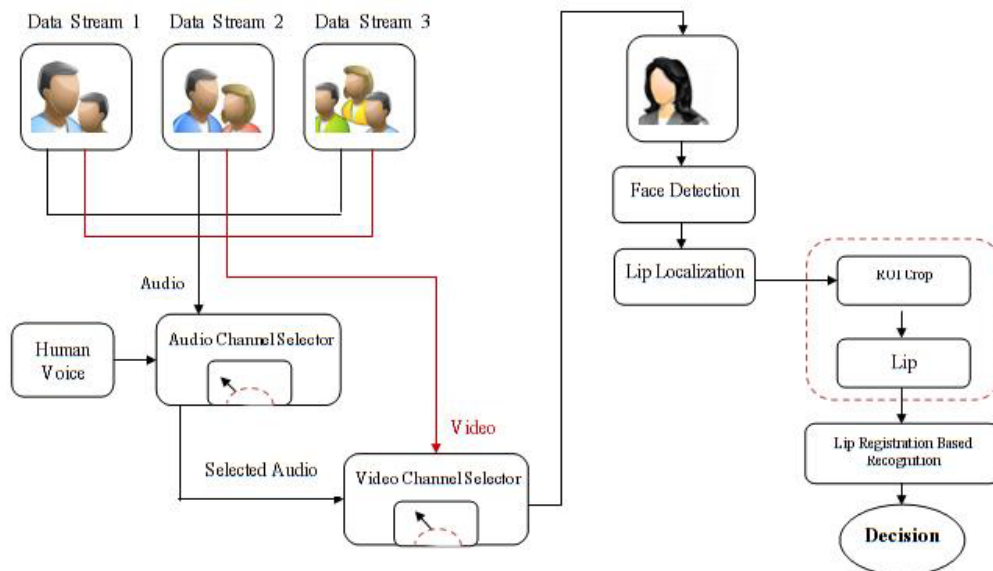 Data Stream 1
Data Stream 2
Data Stream 3
Audio
Human
Voice
Audio Channel Selector
Selected Audio
Video
Video Channel Selector
Face Detection
Lip Localization
ROI Crop
Lip
Lip Registration Based
Recognition
Decision